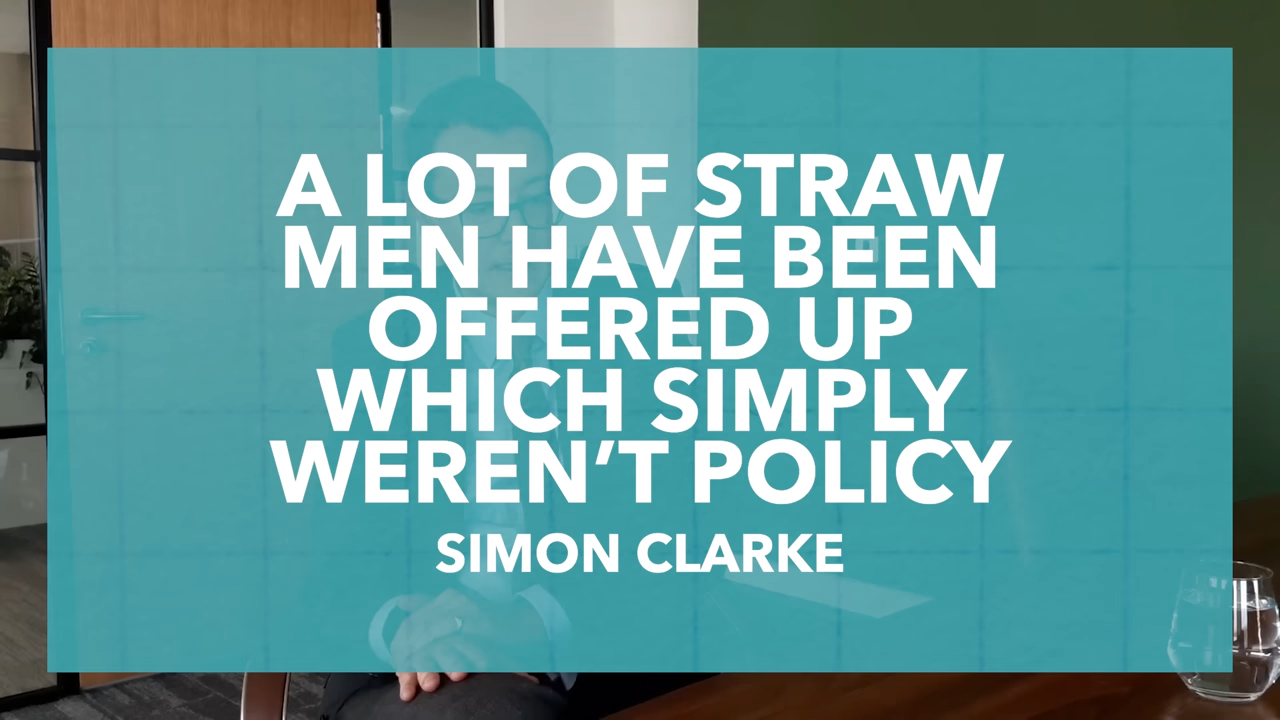 A LOT OF STRAW
MEN HAVE BEEN
OFFERED UP
WHICH SIMPLY
WEREN’T POLICY
SIMON CLARKE